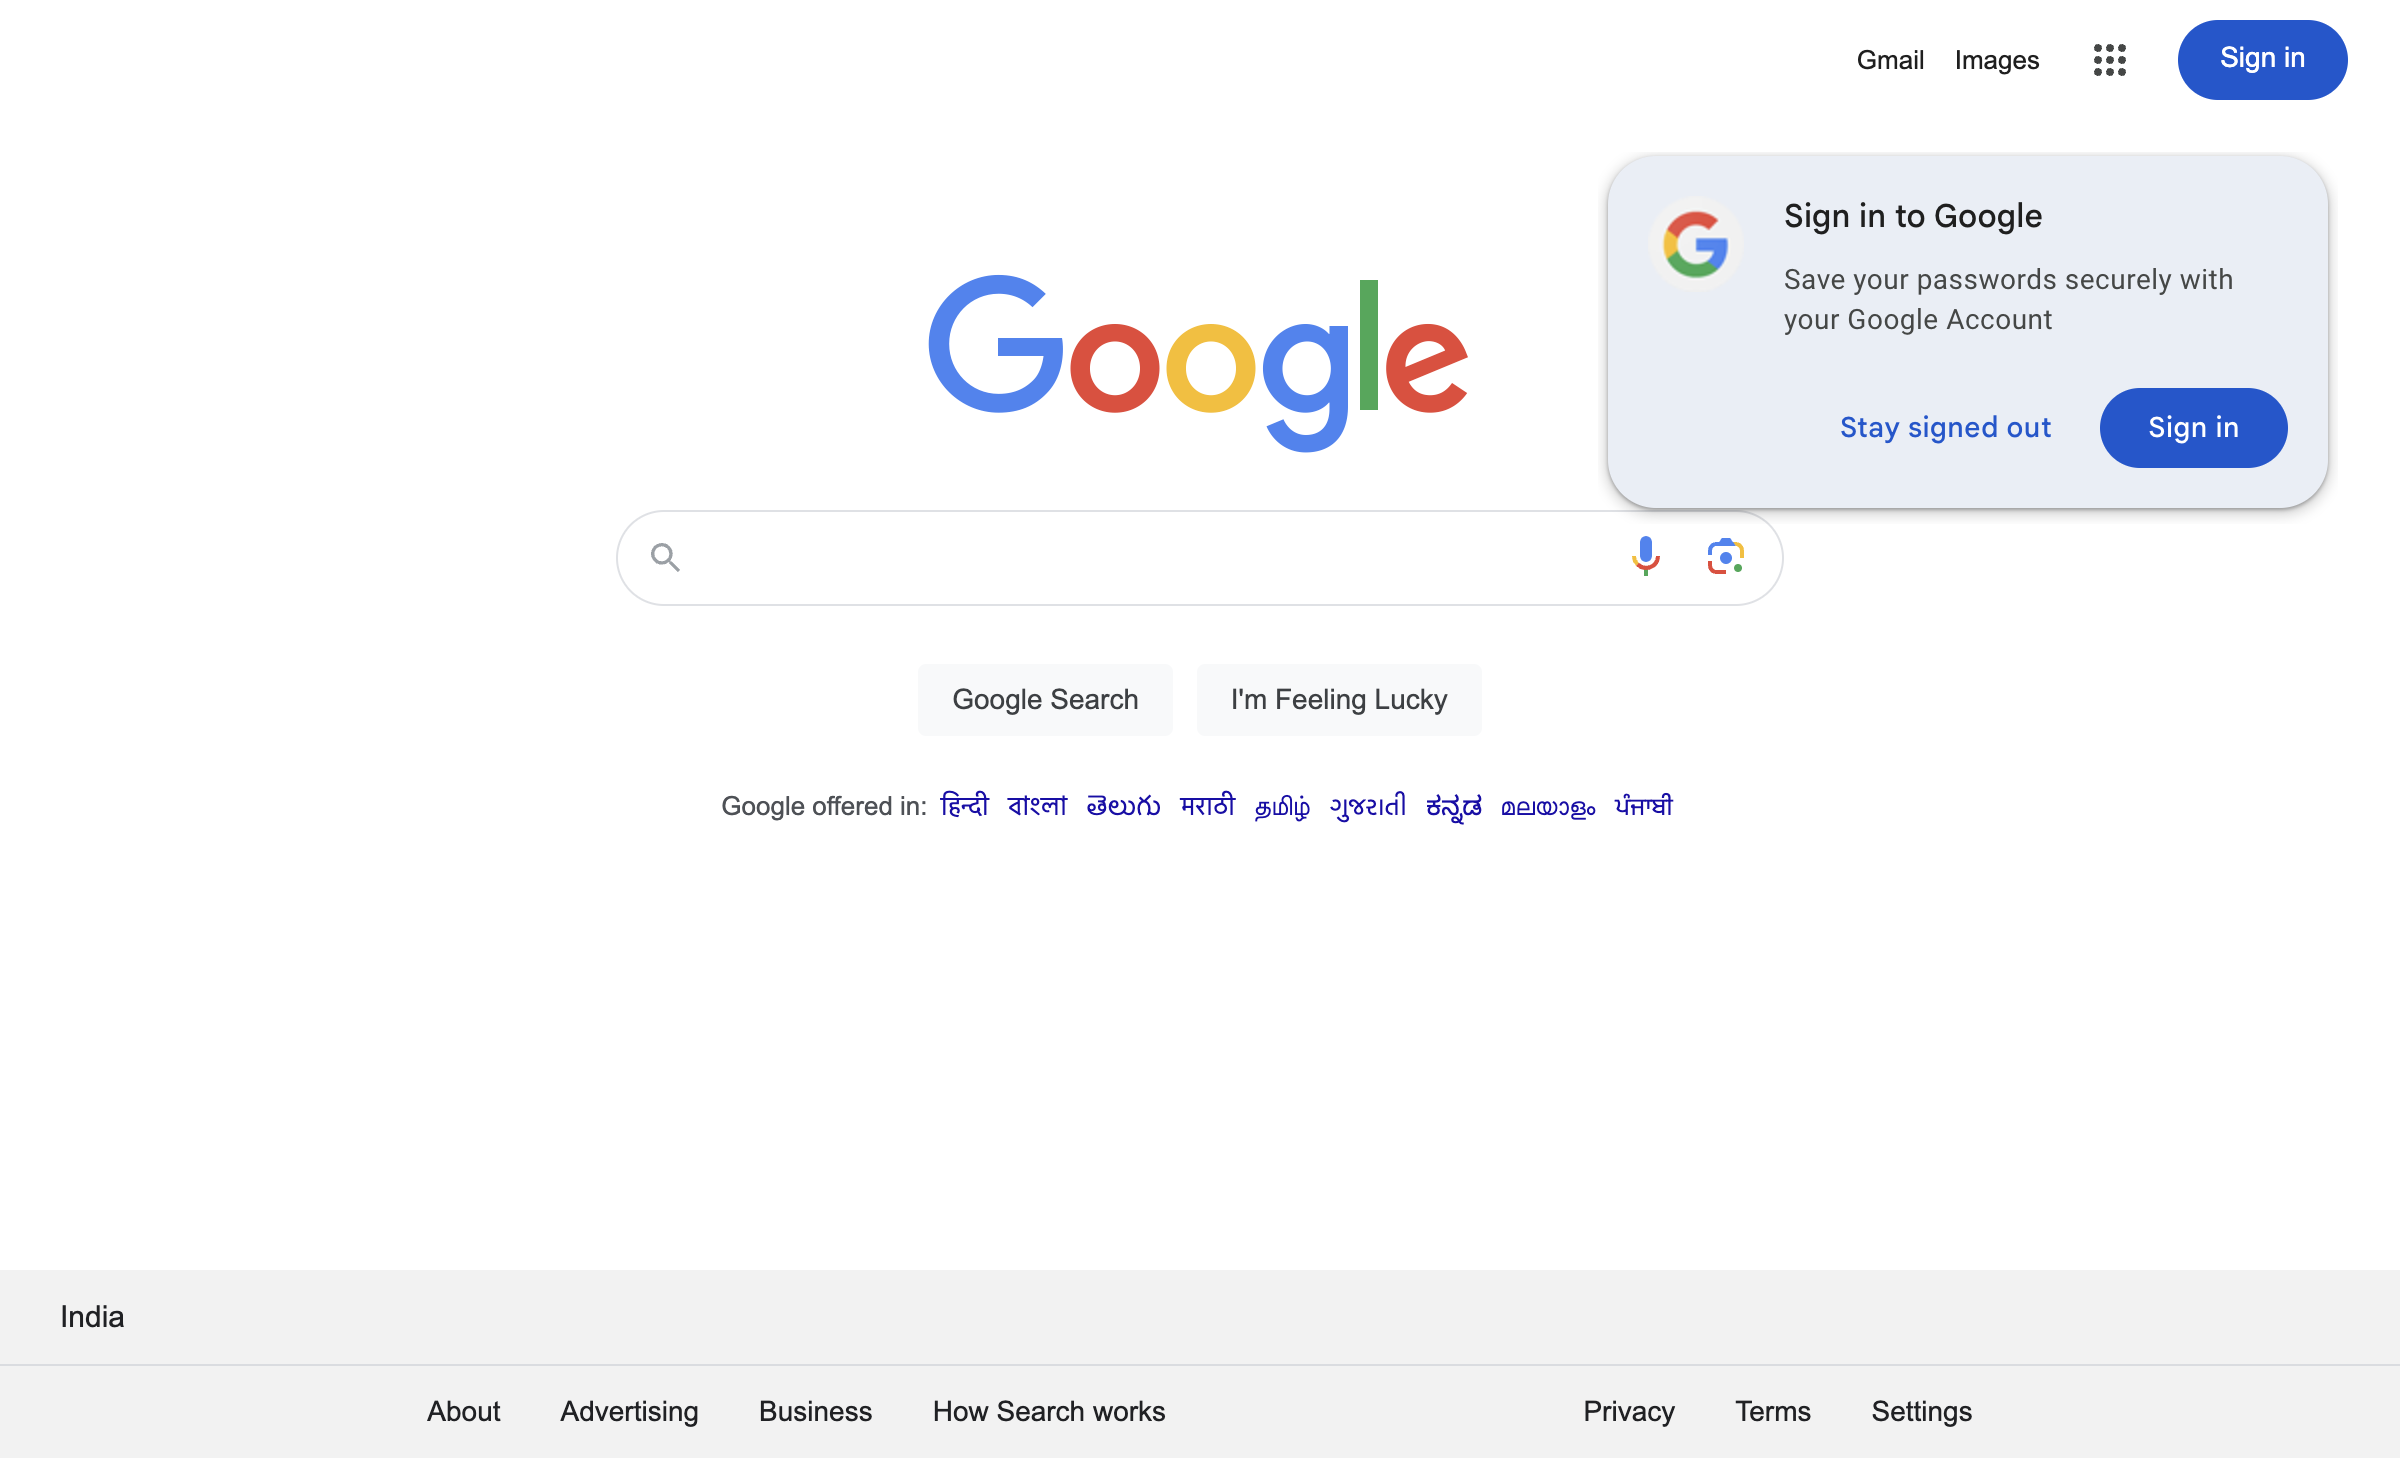 Gmail Images Sign in
Sign in to Google
Save your passwords securely with
your Google Account
Stay signed out Sign in
Google
Google Search I'm Feeling Lucky
Google offered in: हिन्दी বাংলা తెలుగు मराठी தமிழ் ગુજરાતી ಕನ್ನಡ മലയാളം ਪੰਜਾਬੀ
India
About Advertising Business How Search works Privacy Terms Settings